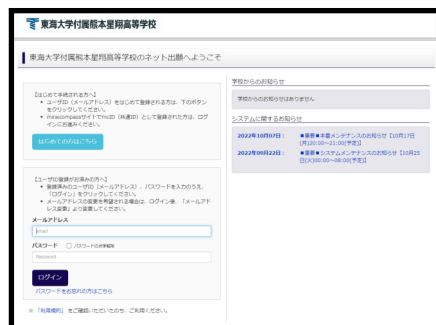 東海大学付属熊本星翔高等学校
東海大学付属熊本星翔高等学校のネット出願へようこそ
【はじめて手続される方へ】
• ユーザID（メールアドレス）をはじめて登録される方は、下のボタン
をクリックしてください。
• miraicompassサイトでmcID（共通ID）として登録された方は、ログ
インにお進みください。
はじめての方はこちら
【ユーザIDの登録がお済みの方へ】
• 登録済みのユーザID（メールアドレス）、パスワードを入力のうえ、
「ログイン」をクリックしてください。
• メールアドレスの変更を希望される場合は、ログイン後、「メールアド
レス変更」より変更してください。
メールアドレス
email
パスワード パスワードの非表示解除
Password
ログイン
パスワードをお忘れの方はこちら
※ 「利用規約」 をご確認いただいたのち、ご利用ください。
学校からのお知らせ
学校からのお知らせはありません
システムに関するお知らせ
2022年10月07日： ■重要■本番メンテナンスのお知らせ【10月17日
(月)20:00～21:00(予定)】
2022年09月22日： ■重要■システムメンテナンスのお知らせ【10月25
日(火)00:00～08:00(予定)】